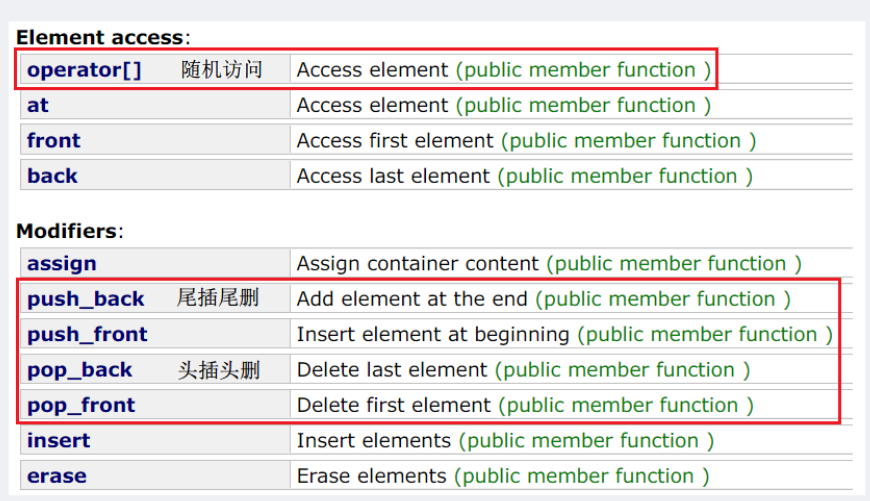 Element access:
operator[] 随机访问 Access element (public member function )
at Access element (public member function )
front Access first element (public member function )
back Access last element (public member function )
Modifiers:
assign Assign container content (public member function )
push_back 尾插尾删 Add element at the end (public member function )
push_front Insert element at beginning (public member function )
pop_back 头插头删 Delete last element (public member function )
pop_front Delete first element (public member function )
insert Insert elements (public member function )
erase Erase elements (public member function )